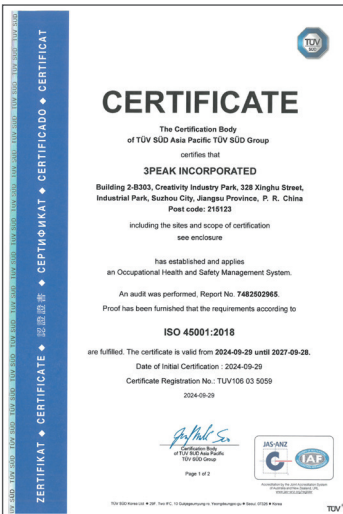 TÜV
SÜD
CERTIFICATE
The Certification Body
of TÜV SÜD Asia Pacific TÜV SÜD Group
certifies that
3PEAK INCORPORATED
Building 2-B303, Creativity Industry Park, 328 Xinghu Street,
Industrial Park, Suzhou City, Jiangsu Province, P. R. China
Post code: 215123
including the sites and scope of certification
see enclosure
has established and applies
an Occupational Health and Safety Management System.
An audit was performed, Report No. 7482502965.
Proof has been furnished that the requirements according to
ISO 45001:2018
are fulfilled. The certificate is valid from 2024-09-29 until 2027-09-28.
Date of Initial Certification : 2024-09-29
Certificate Registration No.: TUV106 03 5059
2024-09-29
Certification Body
of TÜV SÜD Asia Pacific
TÜV SÜD Group
Page 1 of 2
JAS-ANZ
IAF
ZERTIFIKAT ◆ CERTIFICATE ◆ 認證證書 ◆ СЕРТИФИКАТ ◆ CERTIFICADO ◆ CERTIFICAT
TÜV